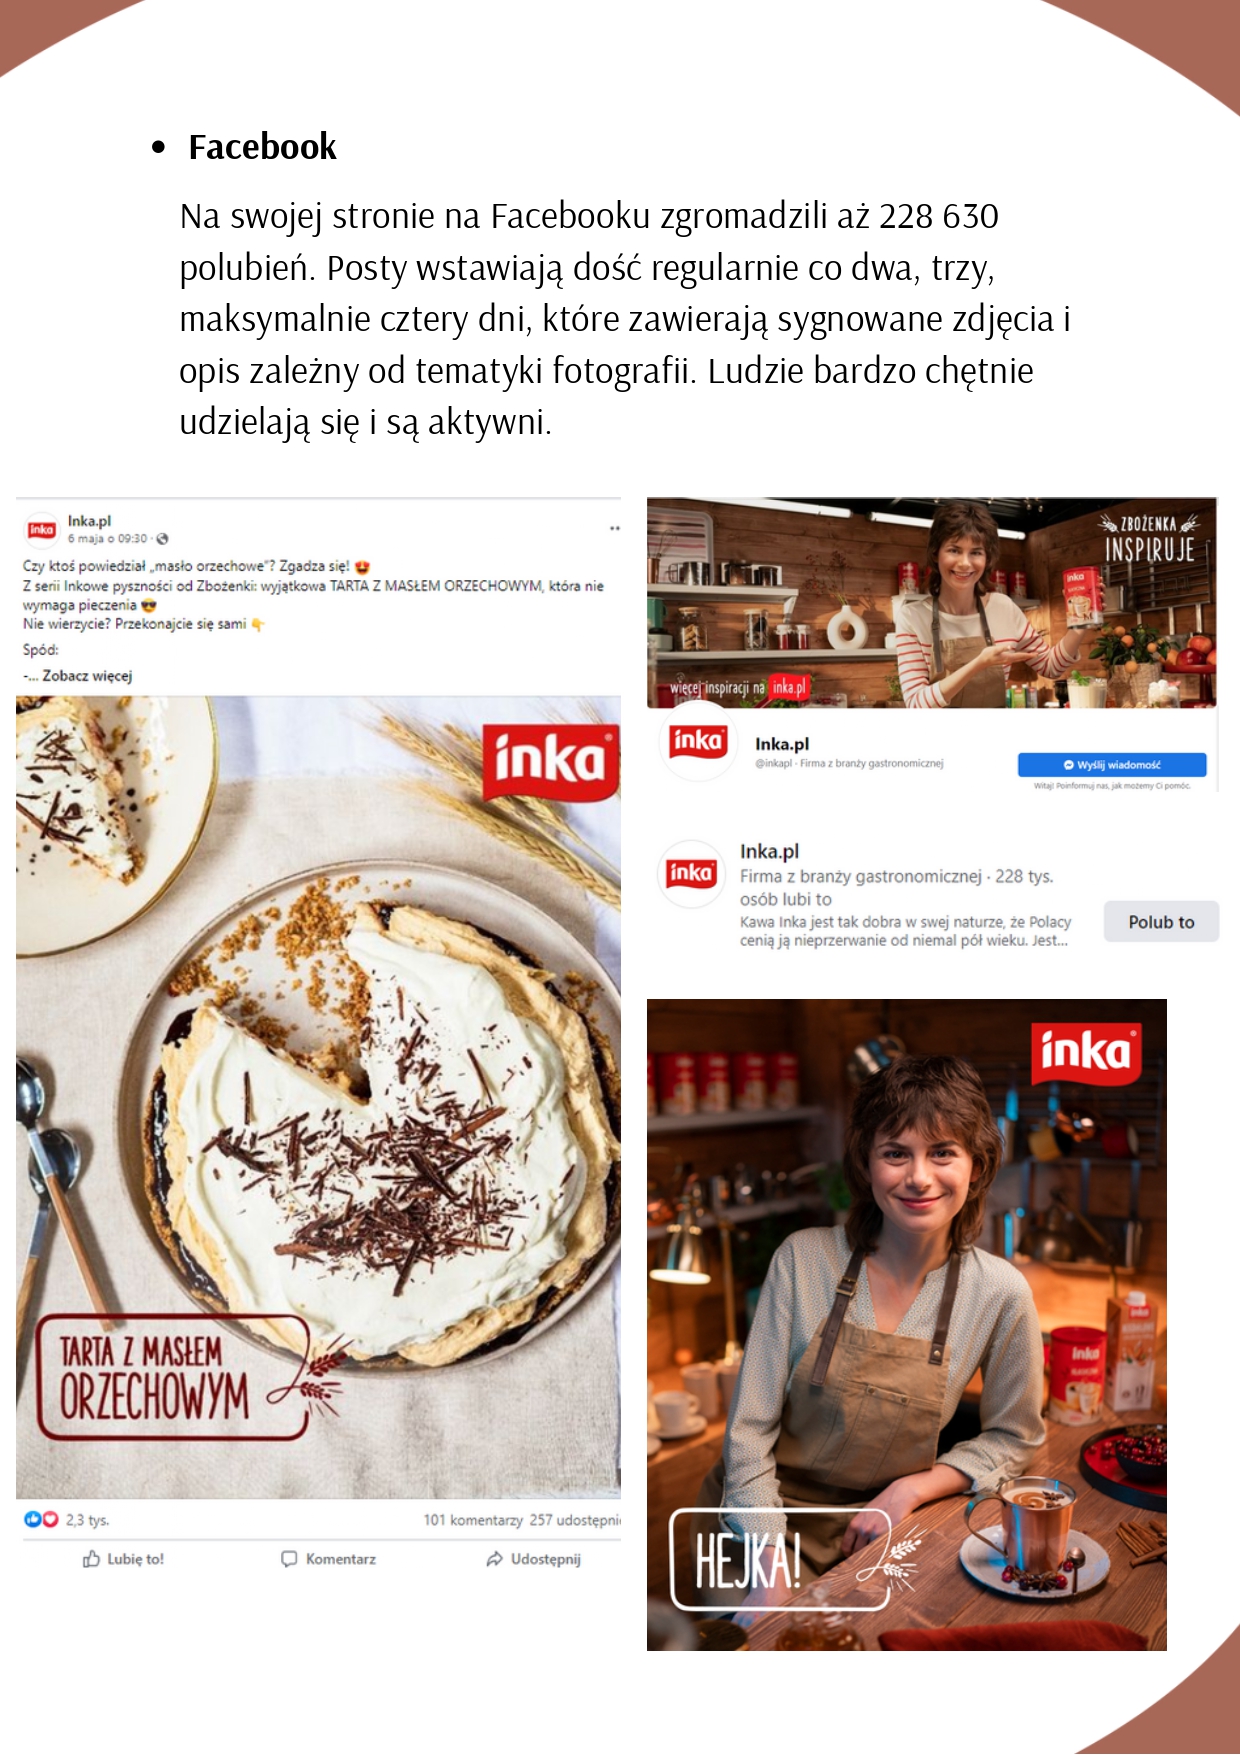 • Facebook
Na swojej stronie na Facebooku zgromadzili aż 228 630
polubień. Posty wstawiają dość regularnie co dwa, trzy,
maksymalnie cztery dni, które zawierają sygnowane zdjęcia i
opis zależny od tematyki fotografii. Ludzie bardzo chętnie
udzielają się i są aktywni.
inka
Inka.pl
6 maja o 09:30 ·
Czy ktoś powiedział „masło orzechowe”? Zgadza się! 😍
Z serii Inkowe pyszności od Zbożenki: wyjątkowa TARTA Z MASŁEM ORZECHOWYM, która nie
wymaga pieczenia 😎
Nie wierzycie? Przekonajcie się sami 👇
Spód:
-... Zobacz więcej
inka
TARTA Z MASŁEM
ORZECHOWYM
2,3 tys.
101 komentarzy 257 udostępni
Lubię to!
Komentarz
Udostępnij
ZBOŻENKA
INSPIRUJE
inka
więcej inspiracji na inka.pl
inka
Inka.pl
@inkapl · Firma z branży gastronomicznej
Wyślij wiadomość
Witaj! Poinformuj nas, jak możemy Ci pomóc.
inka
Inka.pl
Firma z branży gastronomicznej · 228 tys.
osób lubi to
Kawa Inka jest tak dobra w swej naturze, że Polacy
cenią ją nieprzerwanie od niemal pół wieku. Jest...
Polub to
inka
inka
inka
HEJKA!